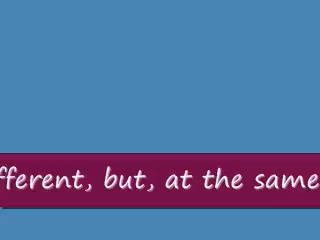 fferent, but, at the same